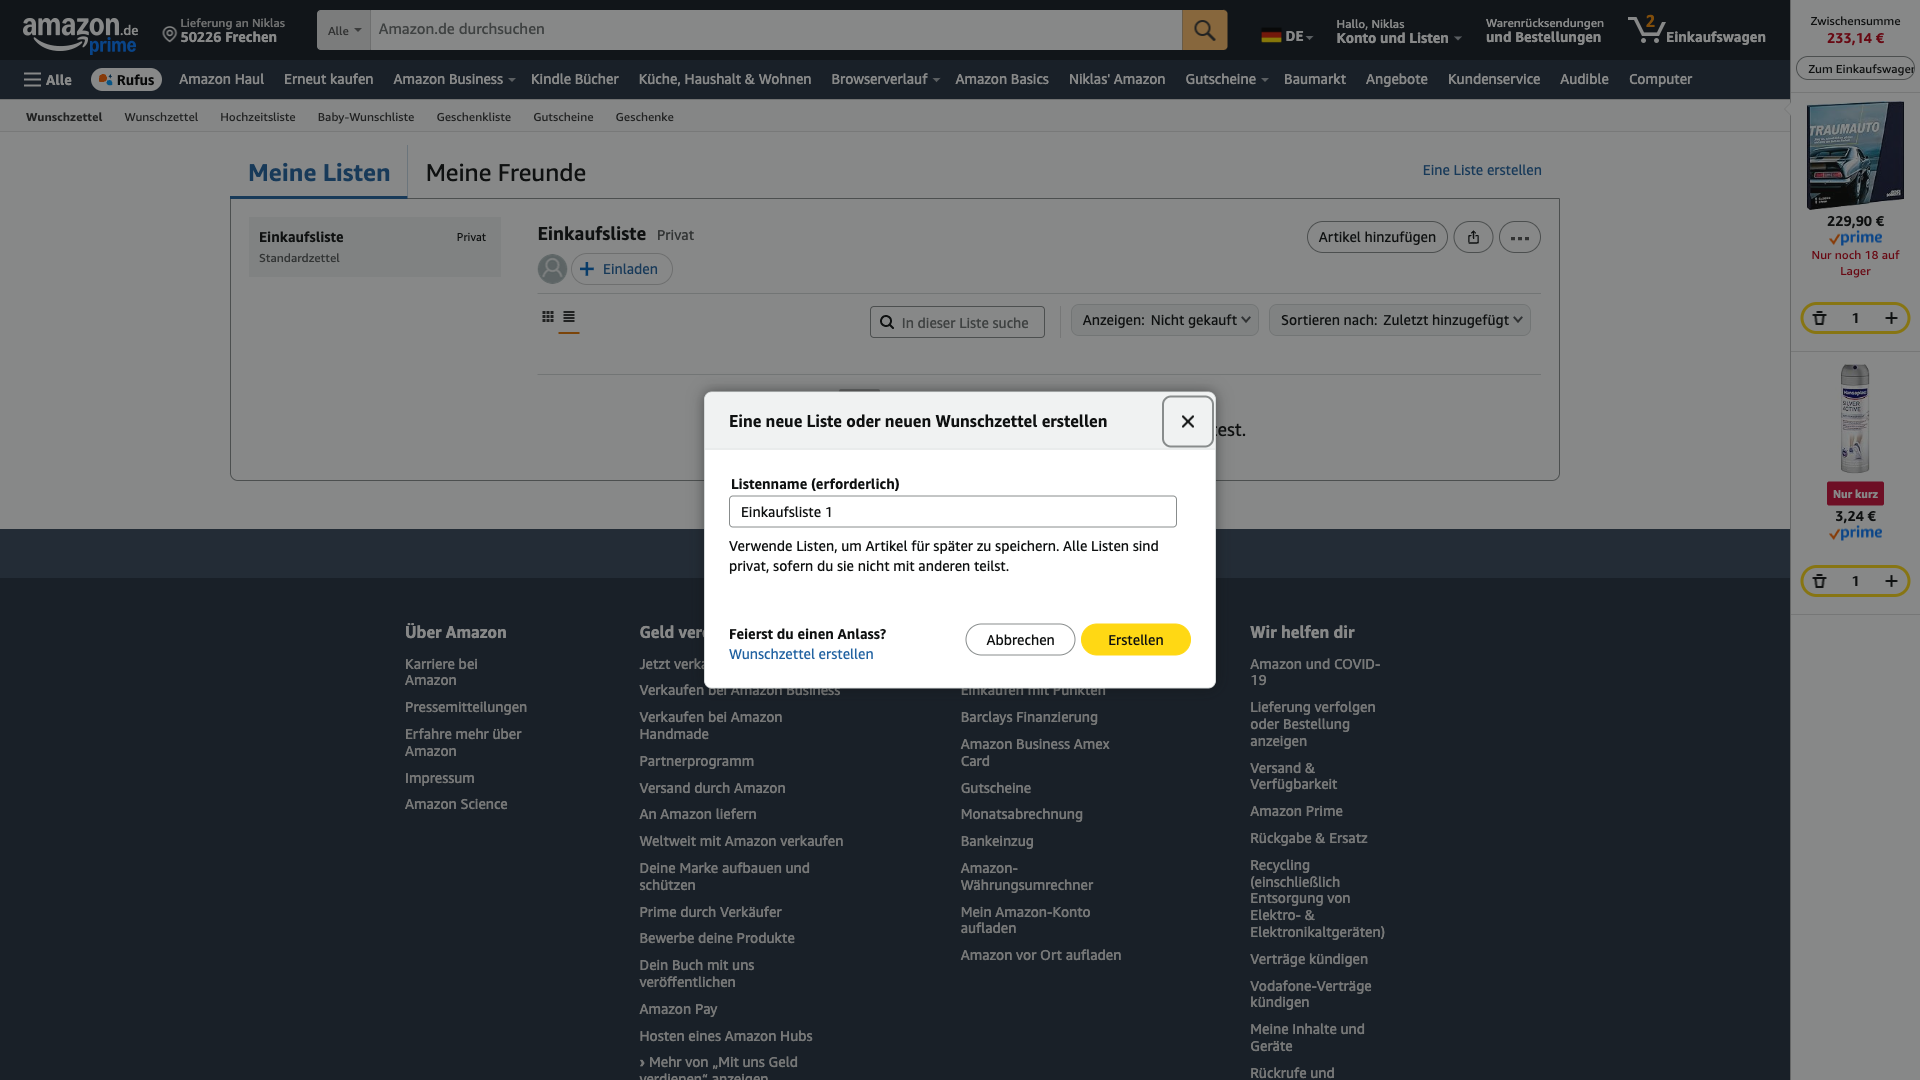 amazon.de
prime
Lieferung an Niklas
50226 Frechen
Alle
Amazon.de durchsuchen
DE
Hallo, Niklas
Konto und Listen
Warenrücksendungen
und Bestellungen
2
Einkaufswagen
Alle
Rufus
Amazon Haul
Erneut kaufen
Amazon Business
Kindle Bücher
Küche, Haushalt & Wohnen
Browserverlauf
Amazon Basics
Niklas' Amazon
Gutscheine
Baumarkt
Angebote
Kundenservice
Audible
Computer
Wunschzettel
Wunschzettel
Hochzeitsliste
Baby-Wunschliste
Geschenkliste
Gutscheine
Geschenke
Meine Listen
Meine Freunde
Eine Liste erstellen
Einkaufsliste
Privat
Standardzettel
Einkaufsliste
Privat
Einladen
Artikel hinzufügen
In dieser Liste suche
Anzeigen: Nicht gekauft
Sortieren nach: Zuletzt hinzugefügt
Eine neue Liste oder neuen Wunschzettel erstellen
Listenname (erforderlich)
Einkaufsliste 1
Verwende Listen, um Artikel für später zu speichern. Alle Listen sind
privat, sofern du sie nicht mit anderen teilst.
Feierst du einen Anlass?
Wunschzettel erstellen
Abbrechen
Erstellen
Über Amazon
Karriere bei
Amazon
Pressemitteilungen
Erfahre mehr über
Amazon
Impressum
Amazon Science
Geld
Jetzt
Verkaufen bei Amazon Business
Verkaufen bei Amazon
Handmade
Partnerprogramm
Versand durch Amazon
An Amazon liefern
Weltweit mit Amazon verkaufen
Deine Marke aufbauen und
schützen
Prime durch Verkäufer
Bewerbe deine Produkte
Dein Buch mit uns
veröffentlichen
Amazon Pay
Hosten eines Amazon Hubs
› Mehr von „Mit uns Geld
verdienen“ anzeigen
Einkaufen mit Punkten
Barclays Finanzierung
Amazon Business Amex
Card
Gutscheine
Monatsabrechnung
Bankeinzug
Amazon-
Währungsumrechner
Mein Amazon-Konto
aufladen
Amazon vor Ort aufladen
Wir helfen dir
Amazon und COVID-
19
Lieferung verfolgen
oder Bestellung
anzeigen
Versand &
Verfügbarkeit
Amazon Prime
Rückgabe & Ersatz
Recycling
(einschließlich
Entsorgung von
Elektro- &
Elektronikaltgeräten)
Verträge kündigen
Vodafone-Verträge
kündigen
Meine Inhalte und
Geräte
Rückrufe und
Zwischensumme
233,14 €
Zum Einkaufswagen
TRAUMAUTO
229,90 €
prime
Nur noch 18 auf
Lager
1
SILVER
ACTIVE
Nur kurz
3,24 €
prime
1